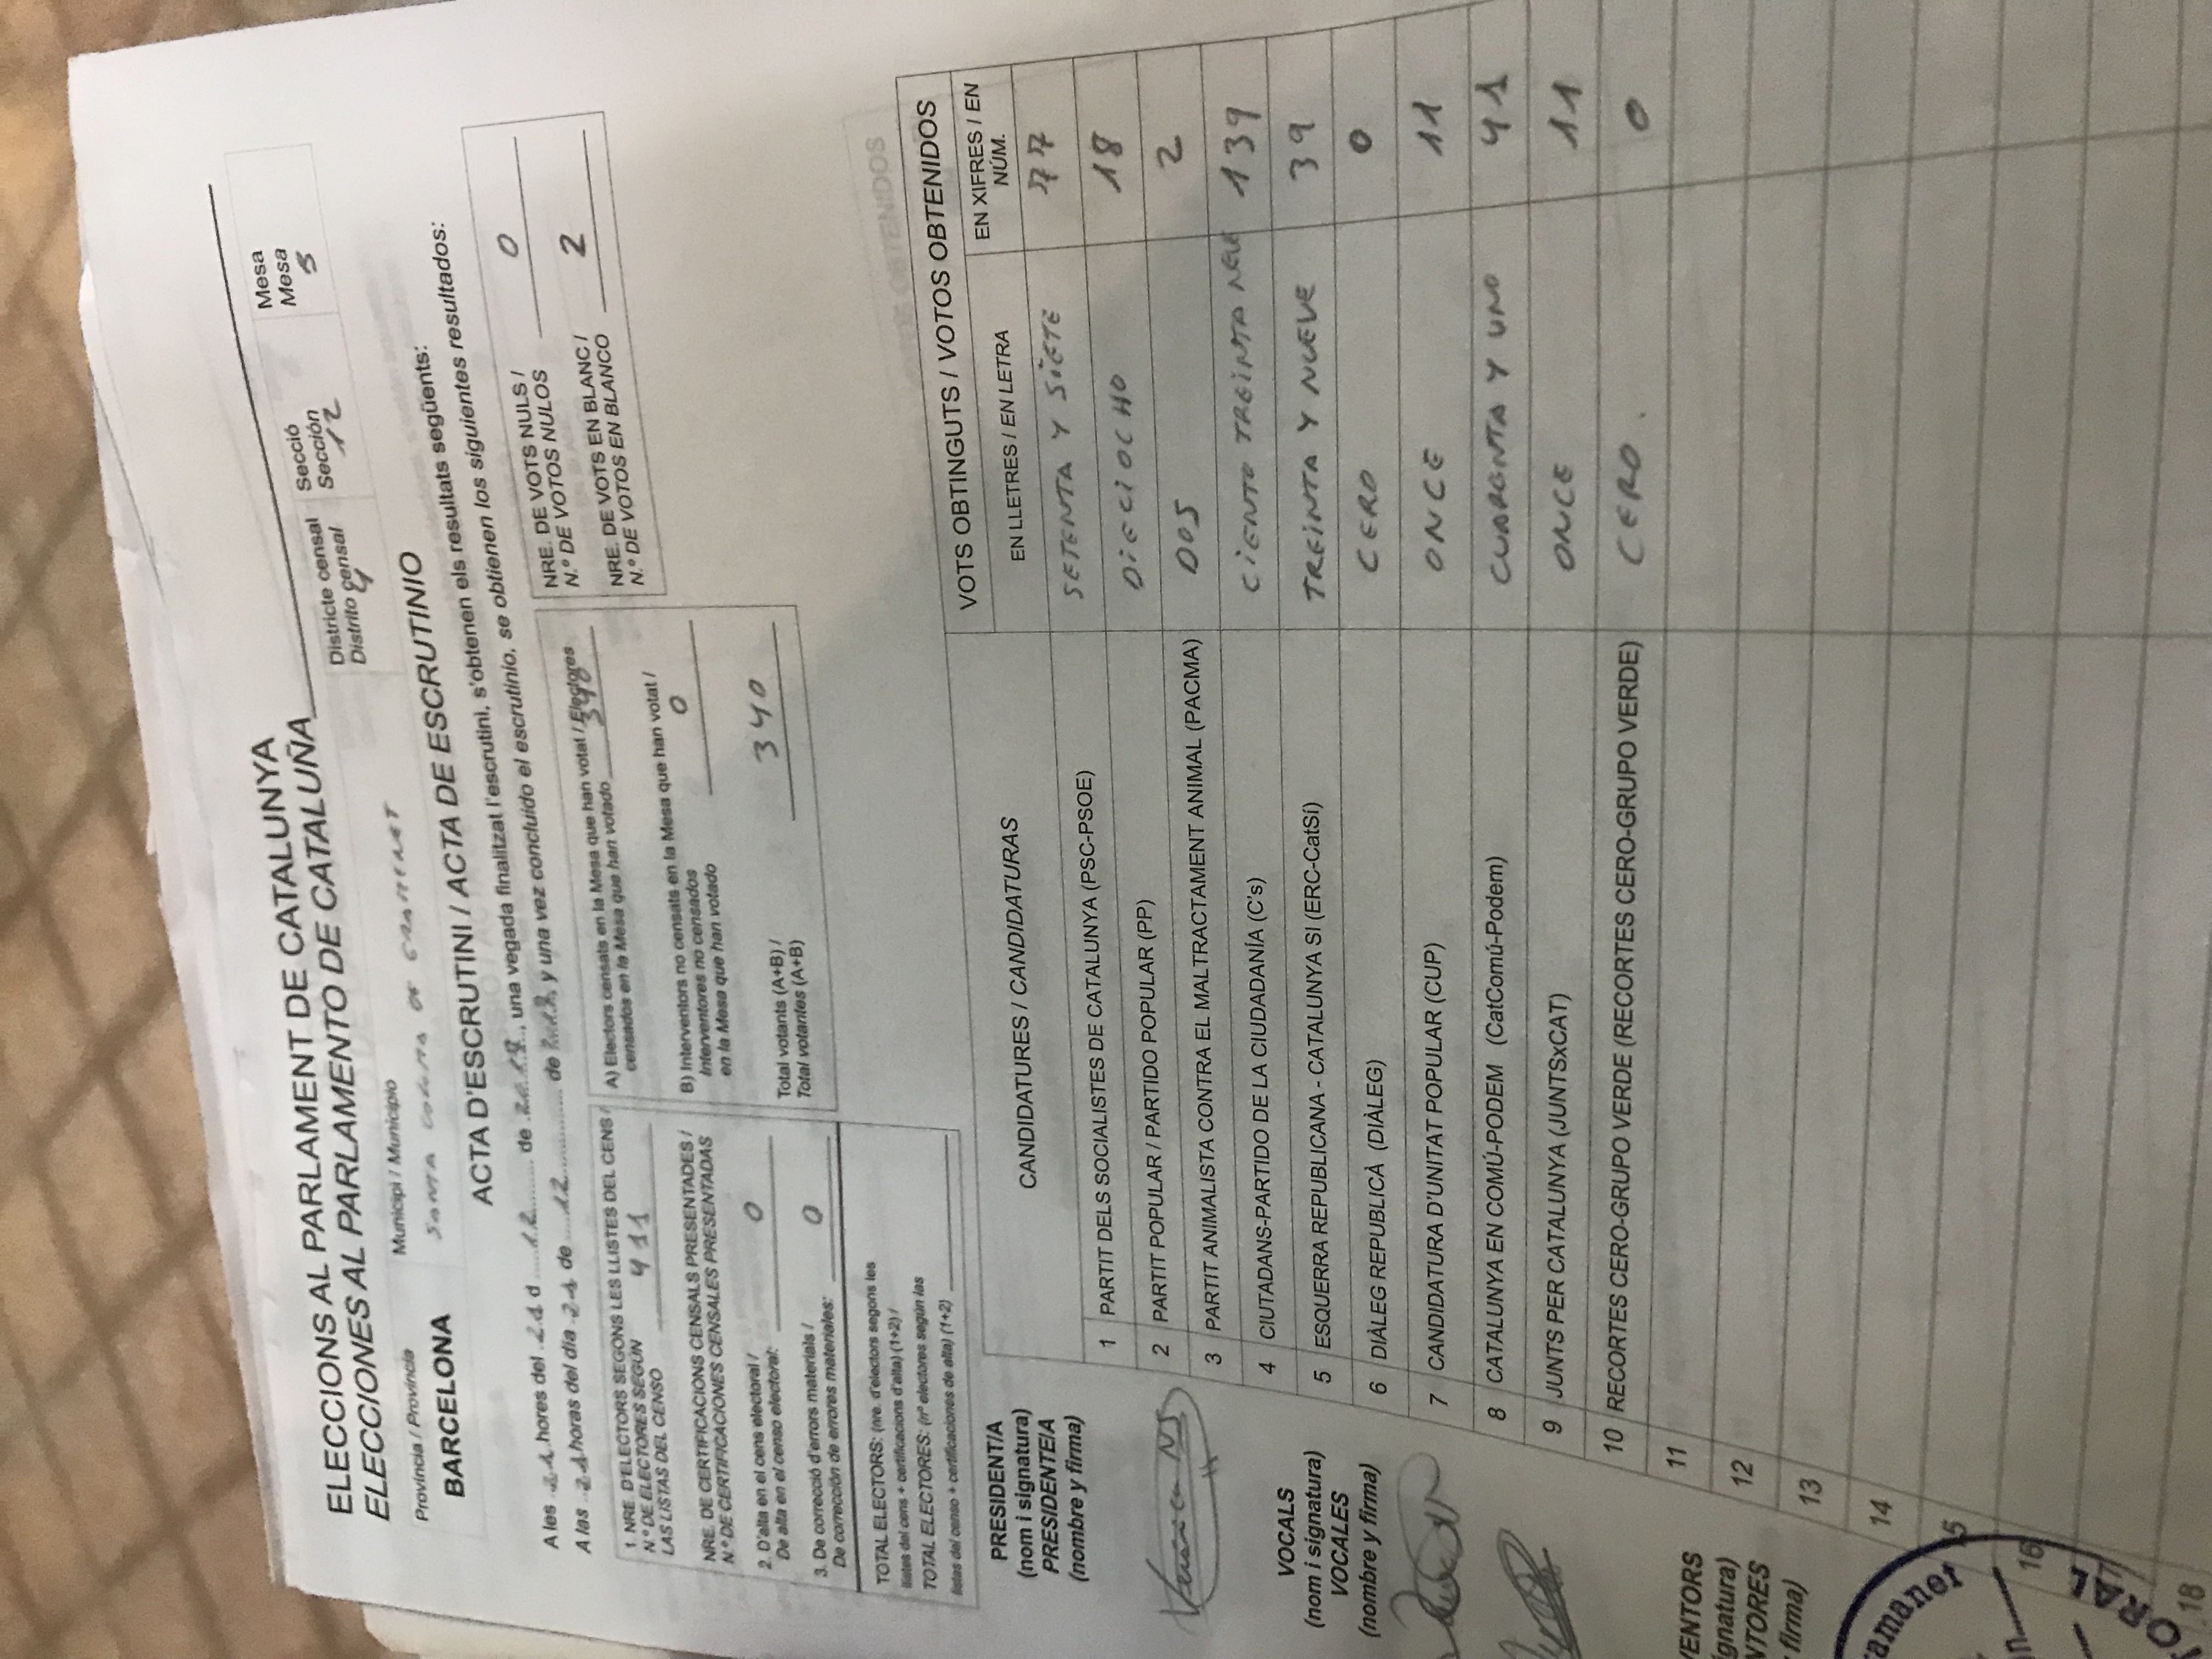 ELECCIONS AL PARLAMENT DE CATALUNYA
ELECCIONES AL PARLAMENTO DE CATALUÑA
Província / Provincia
BARCELONA
Municipi / Municipio
SANTA COLOMA DE GRAMENET
Districte censal
Distrito censal
4
Secció
Sección
12
Mesa
Mesa
B
ACTA D'ESCRUTINI / ACTA DE ESCRUTINIO
A les 21 hores del 21 d 12 de 2017, una vegada finalitzat l'escrutini, s'obtenen els resultats següents:
A las 21 horas del día 21 de 12 de 2017, y una vez concluido el escrutinio, se obtienen los siguientes resultados:
1. NRE. D'ELECTORS SEGONS LES LLISTES DEL CENS /
N.º DE ELECTORES SEGÚN
LAS LISTAS DEL CENSO 411
NRE. DE CERTIFICACIONS CENSALS PRESENTADES /
N.º DE CERTIFICACIONES CENSALES PRESENTADAS
2. D'alta en el cens electoral /
De alta en el censo electoral: 0
3. De correcció d'errors materials /
De corrección de errores materiales: 0
TOTAL ELECTORS: (nre. d'electors segons les
llistes del cens + certificacions d'alta) (1+2) /
TOTAL ELECTORES: (nº electores según las
listas del censo + certificaciones de alta) (1+2)
A) Electors censats en la Mesa que han votat / Electores
censados en la Mesa que han votado 340
B) Interventors no censats en la Mesa que han votat /
Interventores no censados
en la Mesa que han votado 0
Total votants (A+B) /
Total votantes (A+B) 340
NRE. DE VOTS NULS /
N.º DE VOTOS NULOS 0
NRE. DE VOTS EN BLANC /
N.º DE VOTOS EN BLANCO 2
PRESIDENT/A
(nom i signatura)
PRESIDENTE/A
(nombre y firma)
VOCALS
(nom i signatura)
VOCALES
(nombre y firma)
VENTORS
ignatura)
NTORES
firma)
CANDIDATURES / CANDIDATURAS
VOTS OBTINGUTS / VOTOS OBTENIDOS
EN LLETRES / EN LETRA
EN XIFRES / EN
NÚM.
1 PARTIT DELS SOCIALISTES DE CATALUNYA (PSC-PSOE) SETENTA Y SIETE 77
2 PARTIT POPULAR / PARTIDO POPULAR (PP) DIECIOCHO 18
3 PARTIT ANIMALISTA CONTRA EL MALTRACTAMENT ANIMAL (PACMA) DOS 2
4 CIUTADANS-PARTIDO DE LA CIUDADANÍA (C's) CIENTO TREINTA 139
5 ESQUERRA REPUBLICANA - CATALUNYA SI (ERC-CatSí) TREINTA Y NUEVE 39
6 DIÀLEG REPUBLICÀ (DIÀLEG) CERO 0
7 CANDIDATURA D'UNITAT POPULAR (CUP) ONCE 11
8 CATALUNYA EN COMÚ-PODEM (CatComú-Podem) CUARENTA Y UNO 41
9 JUNTS PER CATALUNYA (JUNTSxCAT) ONCE 11
10 RECORTES CERO-GRUPO VERDE (RECORTES CERO-GRUPO VERDE) CERO. 0
11
12
13
14
15
16
17
18
amanet
TORAL